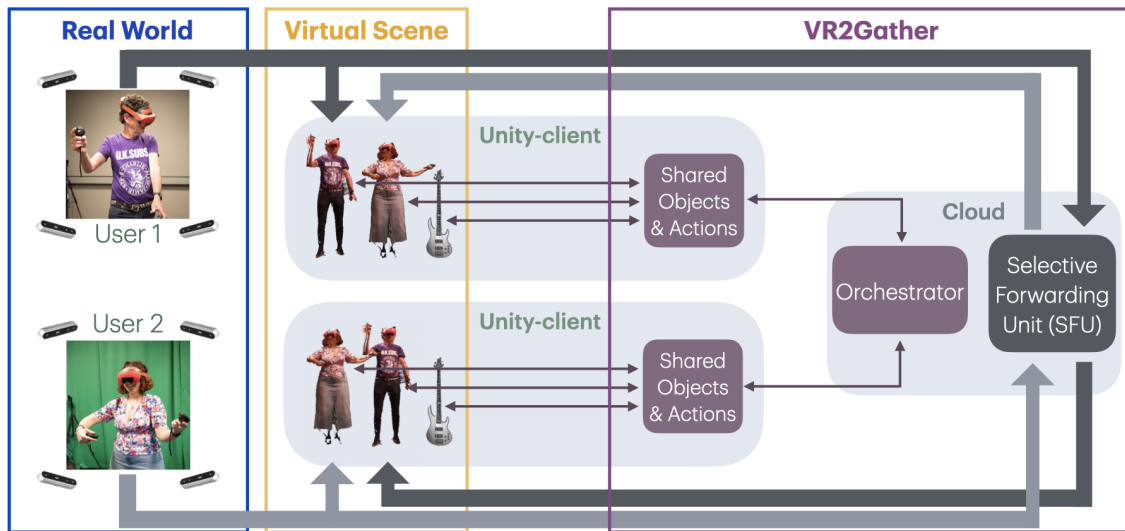 Real World
Virtual Scene
VR2Gather
U.K.SUBS
User 1
User 2
Unity-client
Shared
Objects
& Actions
Unity-client
Shared
Objects
& Actions
Cloud
Orchestrator
Selective
Forwarding
Unit (SFU)